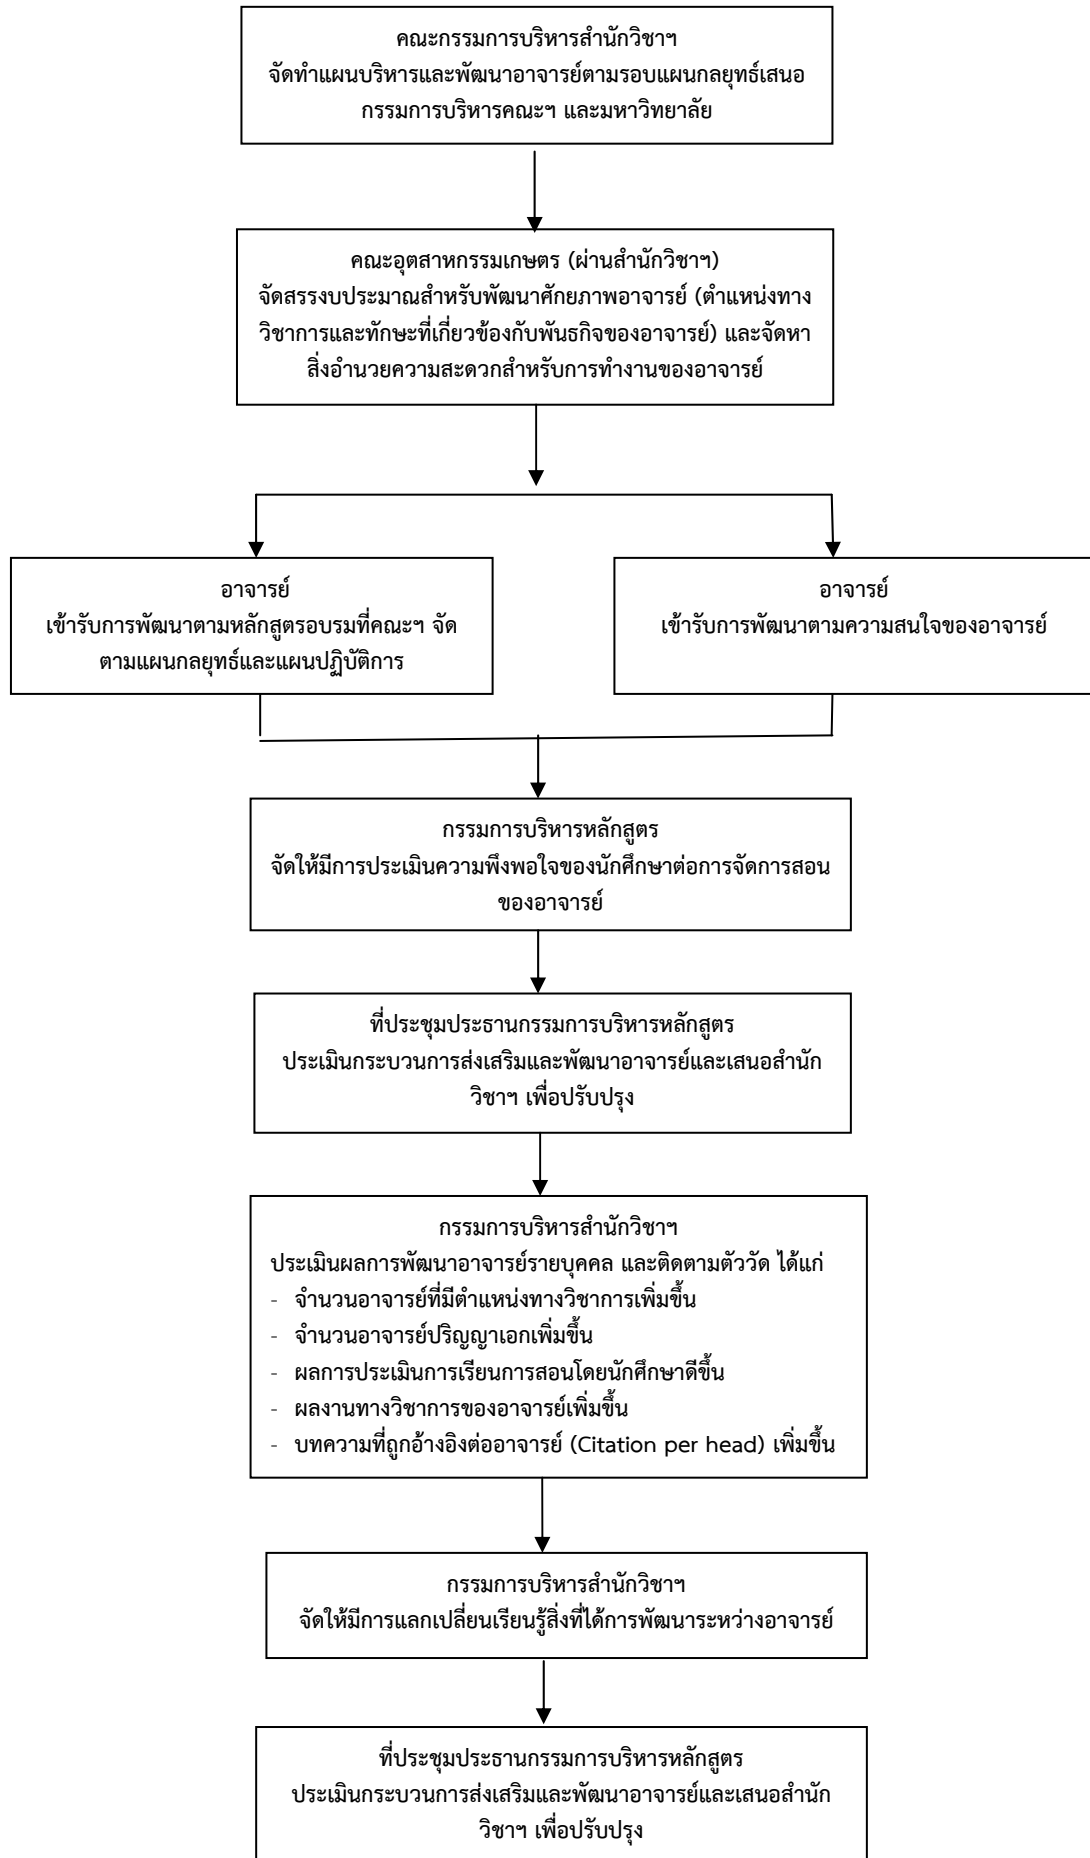 คณะกรรมการบริหารสำนักวิชาฯ
จัดทำแผนบริหารและพัฒนาอาจารย์ตามรอบแผนกลยุทธ์เสนอ
กรรมการบริหารคณะฯ และมหาวิทยาลัย
คณะอุตสาหกรรมเกษตร (ผ่านสำนักวิชาฯ)
จัดสรรงบประมาณสำหรับพัฒนาศักยภาพอาจารย์ (ตำแหน่งทาง
วิชาการและทักษะที่เกี่ยวข้องกับพันธกิจของอาจารย์) และจัดหา
สิ่งอำนวยความสะดวกสำหรับการทำงานของอาจารย์
อาจารย์
เข้ารับการพัฒนาตามหลักสูตรอบรมที่คณะฯ จัด
ตามแผนกลยุทธ์และแผนปฏิบัติการ
อาจารย์
เข้ารับการพัฒนาตามความสนใจของอาจารย์
กรรมการบริหารหลักสูตร
จัดให้มีการประเมินความพึงพอใจของนักศึกษาต่อการจัดการสอน
ของอาจารย์
ที่ประชุมประธานกรรมการบริหารหลักสูตร
ประเมินกระบวนการส่งเสริมและพัฒนาอาจารย์และเสนอสำนัก
วิชาฯ เพื่อปรับปรุง
กรรมการบริหารสำนักวิชาฯ
ประเมินผลการพัฒนาอาจารย์รายบุคคล และติดตามตัววัด ได้แก่
- จำนวนอาจารย์ที่มีตำแหน่งทางวิชาการเพิ่มขึ้น
- จำนวนอาจารย์ปริญญาเอกเพิ่มขึ้น
- ผลการประเมินการเรียนการสอนโดยนักศึกษาดีขึ้น
- ผลงานทางวิชาการของอาจารย์เพิ่มขึ้น
- บทความที่ถูกอ้างอิงต่ออาจารย์ (Citation per head) เพิ่มขึ้น
กรรมการบริหารสำนักวิชาฯ
จัดให้มีการแลกเปลี่ยนเรียนรู้สิ่งที่ได้การพัฒนาระหว่างอาจารย์
ที่ประชุมประธานกรรมการบริหารหลักสูตร
ประเมินกระบวนการส่งเสริมและพัฒนาอาจารย์และเสนอสำนัก
วิชาฯ เพื่อปรับปรุง